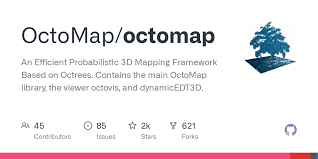 OctoMap/octomap
An Efficient Probabilistic 3D Mapping Framework
Based on Octrees. Contains the main OctoMap
library, the viewer octovis, and dynamicEDT3D.
45 85 2k 621
Contributors Issues Stars Forks